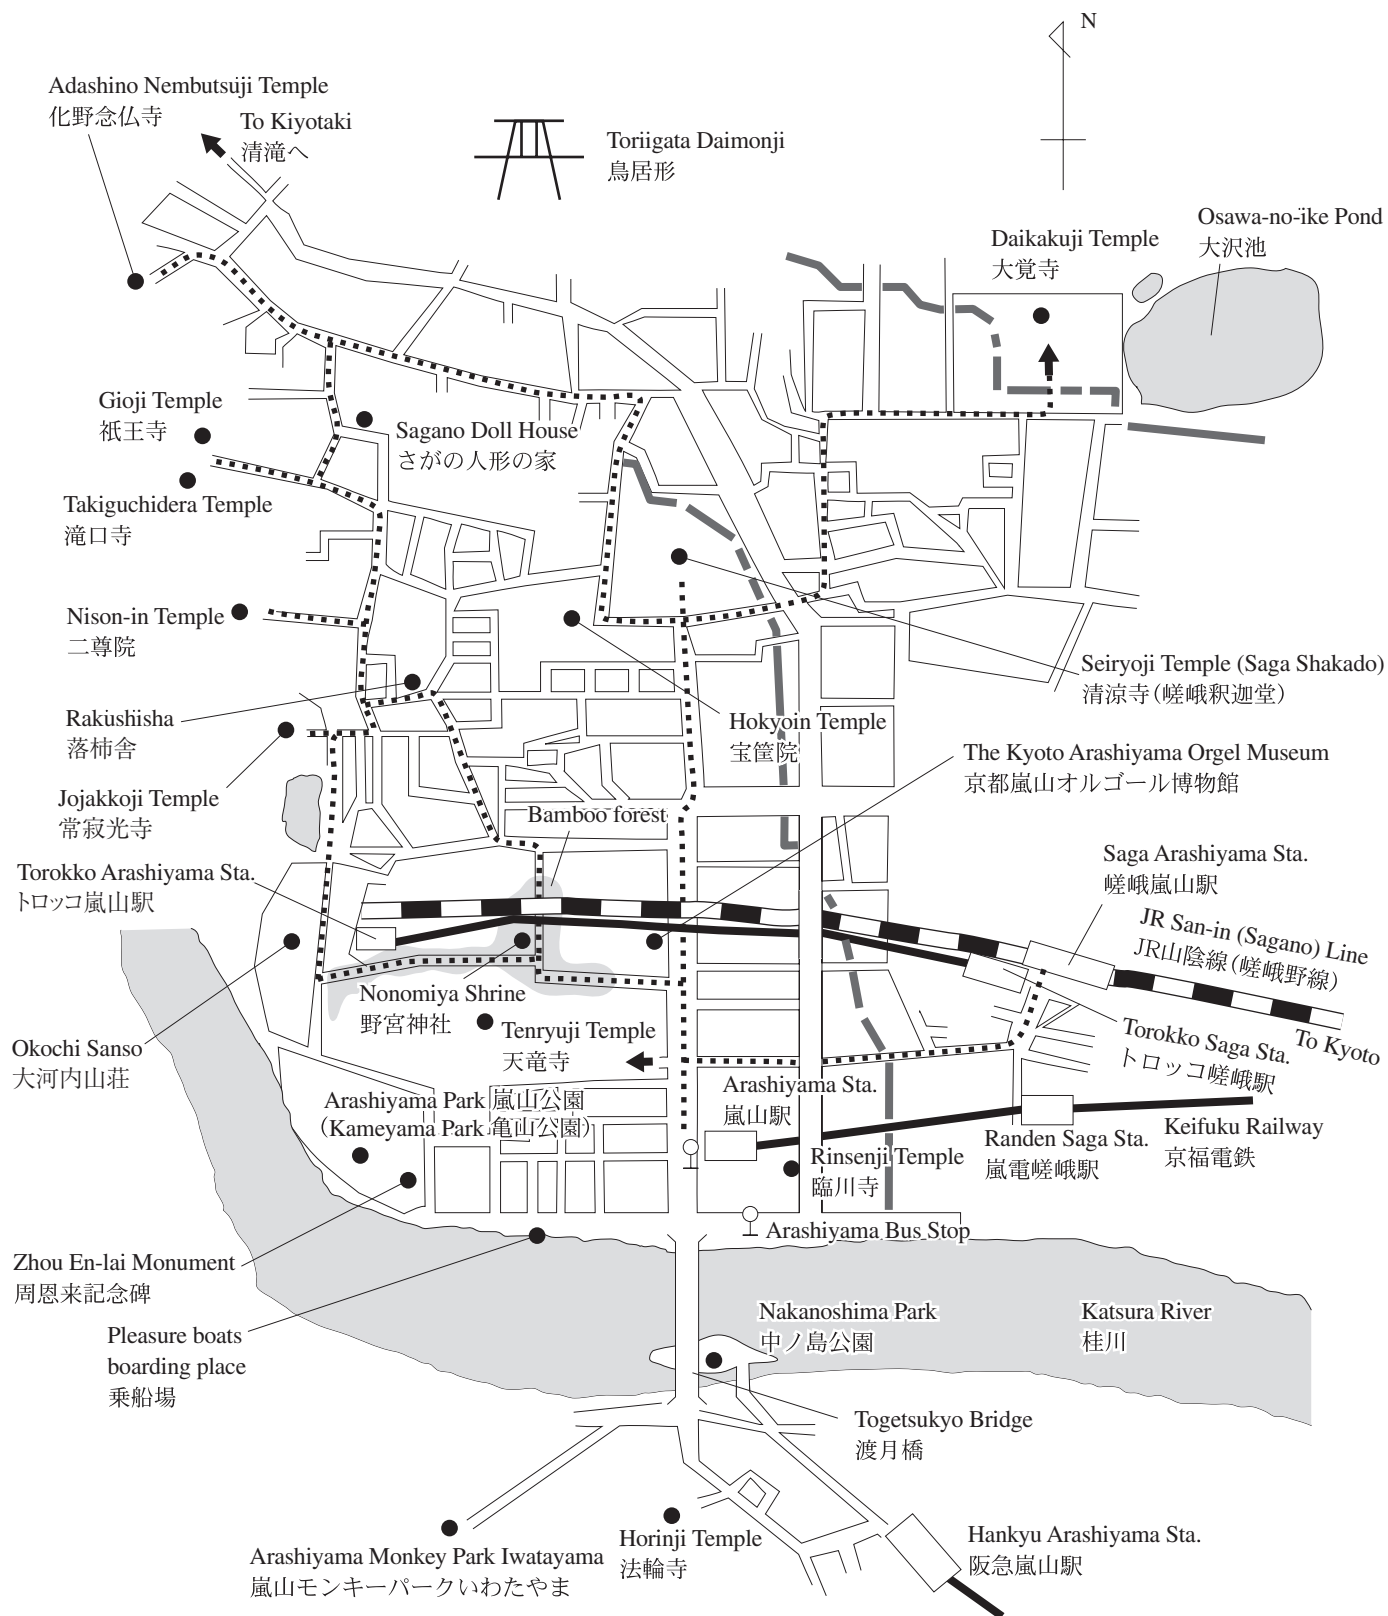 N
Adashino Nembutsuji Temple
化野念仏寺
To Kiyotaki
清滝へ
Toriigata Daimonji
鳥居形
Daikakuji Temple
大覚寺
Osawa-no-ike Pond
大沢池
Gioji Temple
祇王寺
Sagano Doll House
さがの人形の家
Takiguchidera Temple
滝口寺
Nison-in Temple
二尊院
Seiryoji Temple (Saga Shakado)
清涼寺(嵯峨釈迦堂)
Rakushisha
落柿舎
Hokyoin Temple
宝筐院
The Kyoto Arashiyama Orgel Museum
京都嵐山オルゴール博物館
Jojakkoji Temple
常寂光寺
Bamboo forest
Torokko Arashiyama Sta.
トロッコ嵐山駅
Saga Arashiyama Sta.
嵯峨嵐山駅
JR San-in (Sagano) Line
JR山陰線(嵯峨野線)
To Kyoto
Nonomiya Shrine
野宮神社
Tenryuji Temple
天竜寺
Torokko Saga Sta.
トロッコ嵯峨駅
Okochi Sanso
大河内山荘
Arashiyama Park 嵐山公園
(Kameyama Park 亀山公園)
Arashiyama Sta.
嵐山駅
Rinsenji Temple
臨川寺
Randen Saga Sta.
嵐電嵯峨駅
Keifuku Railway
京福電鉄
Arashiyama Bus Stop
Zhou En-lai Monument
周恩来記念碑
Pleasure boats
boarding place
乗船場
Nakanoshima Park
中ノ島公園
Katsura River
桂川
Togetsukyo Bridge
渡月橋
Horinji Temple
法輪寺
Hankyu Arashiyama Sta.
阪急嵐山駅
Arashiyama Monkey Park Iwatayama
嵐山モンキーパークいわたやま